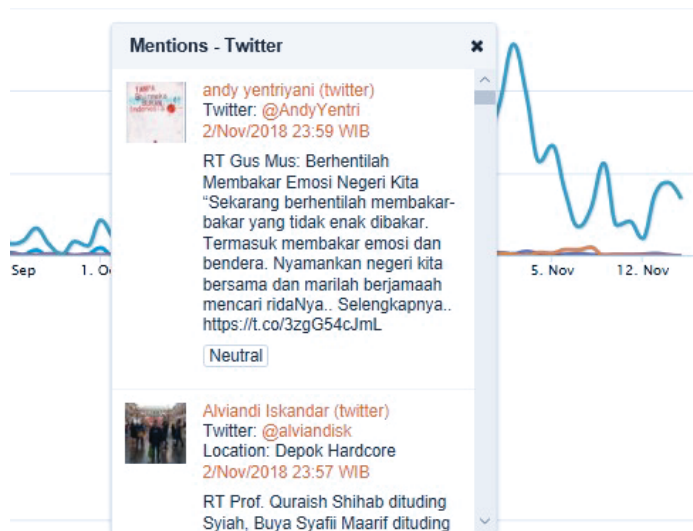 Mentions - Twitter
andy yentriyani (twitter)
Twitter: @AndyYentri
2/Nov/2018 23:59 WIB
RT Gus Mus: Berhentilah
Membakar Emosi Negeri Kita
“Sekarang berhentilah membakar-
bakar yang tidak enak dibakar.
Termasuk membakar emosi dan
bendera. Nyamankan negeri kita
bersama dan marilah berjamaah
mencari ridaNya.. Selengkapnya..
https://t.co/3zgG54cJmL
Neutral
Alviandi Iskandar (twitter)
Twitter: @alviandisk
Location: Depok Hardcore
2/Nov/2018 23:57 WIB
RT Prof. Quraish Shihab dituding
Syiah, Buya Syafii Maarif dituding
Sep
1. O
5. Nov
12. Nov